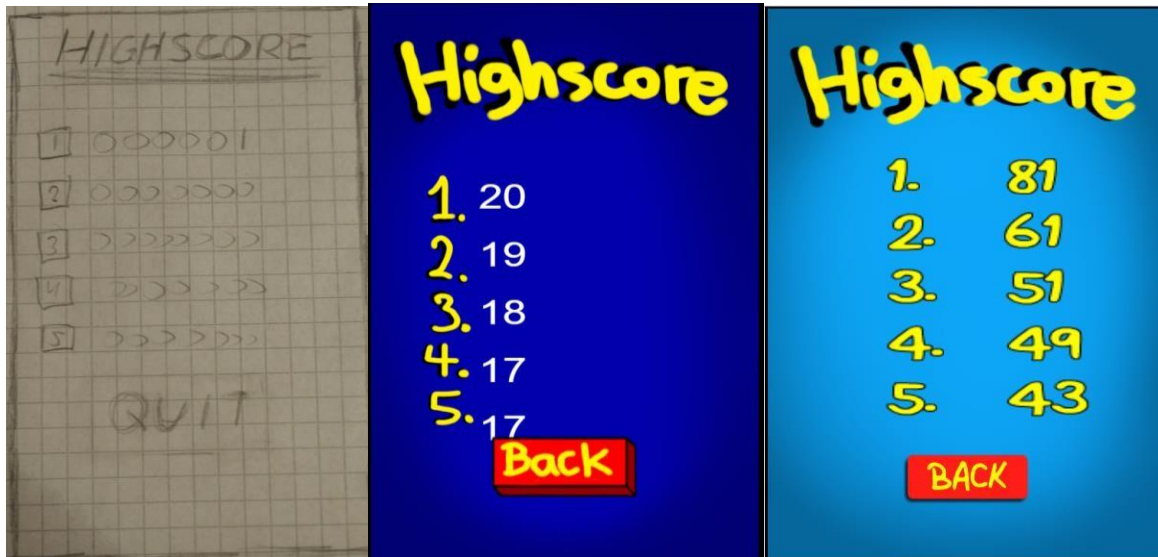 HIGHSCORE
1 000001
2
3
4
5
QUIT
Highscore
1. 20
2. 19
3. 18
4. 17
5. 17
Back
Highscore
1. 81
2. 61
3. 51
4. 49
5. 43
BACK